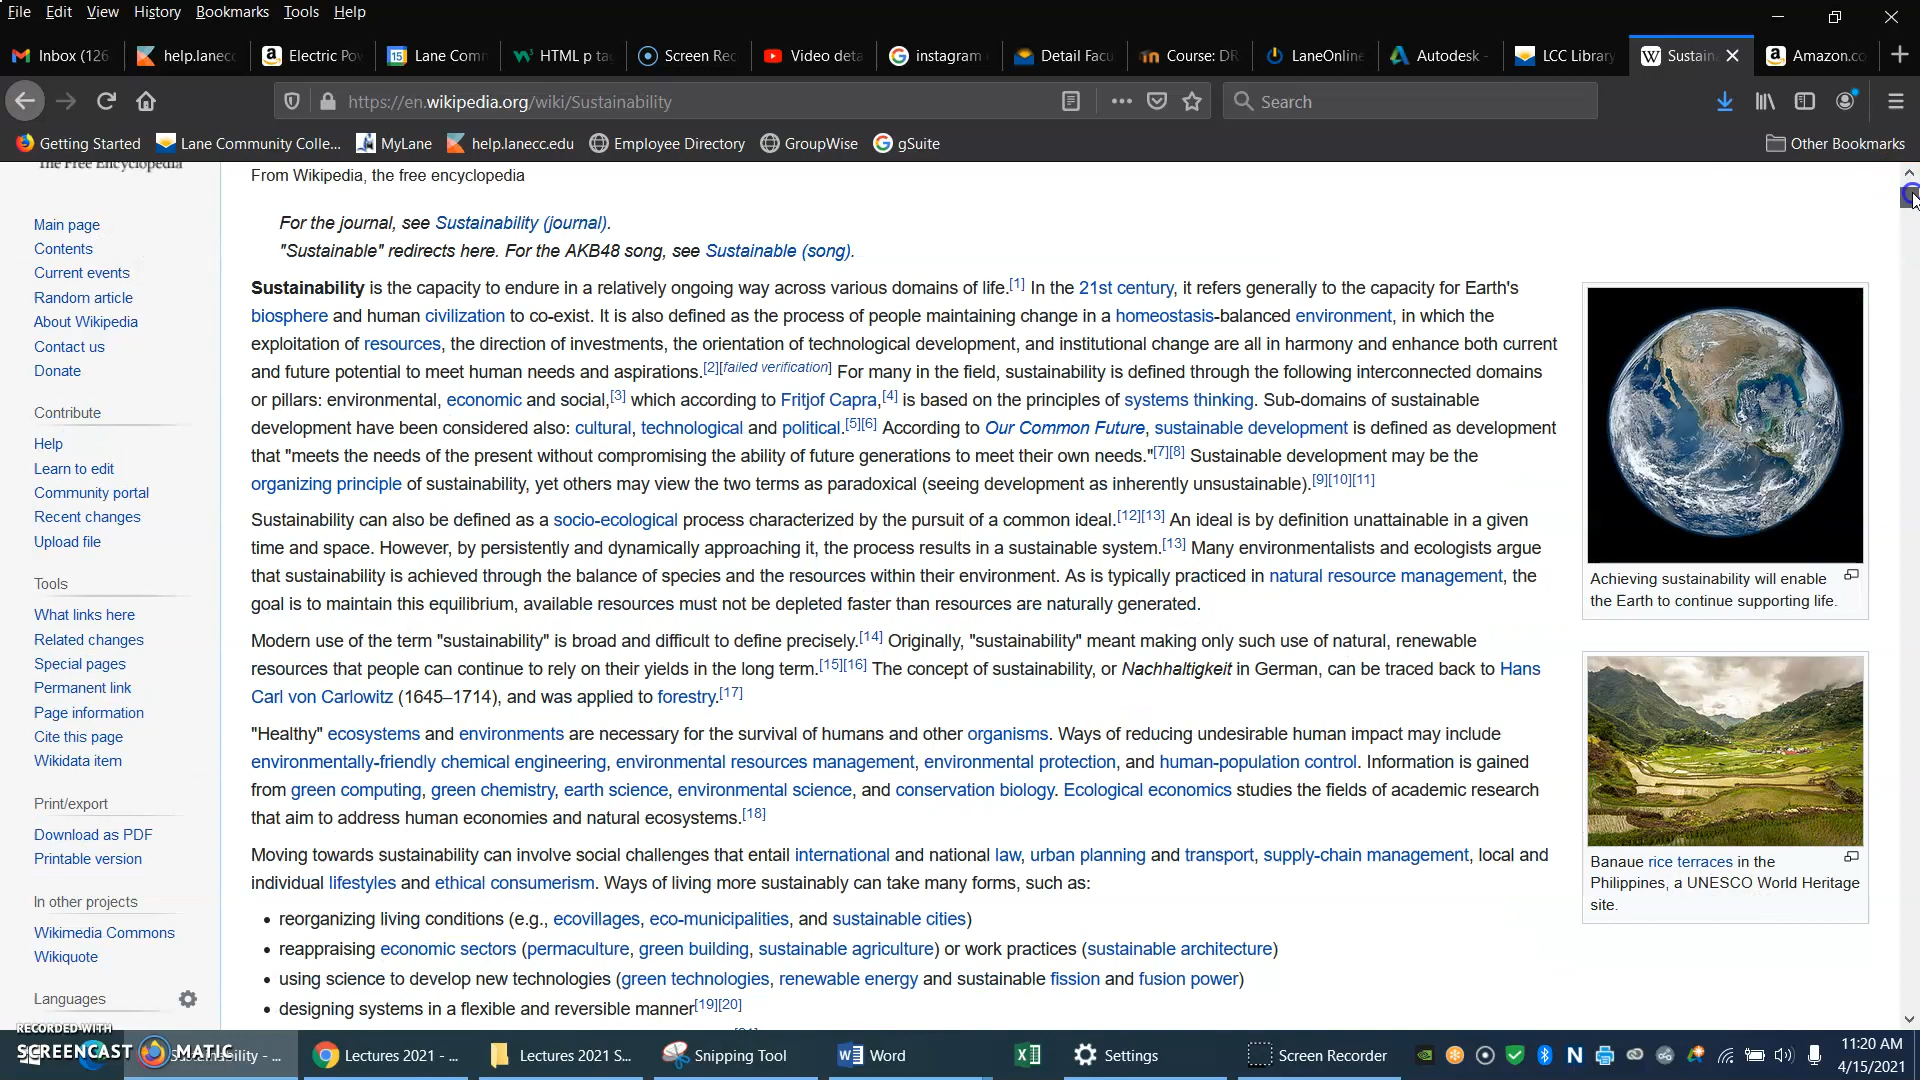 File Edit View History Bookmarks Tools Help
Inbox (126 help.lanecc Electric Pow Lane Comm HTML p tag Screen Rec Video deta instagram Detail Facu Course: DR LaneOnline Autodesk - LCC Library Sustain Amazon.co
https://en.wikipedia.org/wiki/Sustainability Search
Getting Started Lane Community Colle... MyLane help.lanecc.edu Employee Directory GroupWise gSuite Other Bookmarks
The Free Encyclopedia
Main page
Contents
Current events
Random article
About Wikipedia
Contact us
Donate
Contribute
Help
Learn to edit
Community portal
Recent changes
Upload file
Tools
What links here
Related changes
Special pages
Permanent link
Page information
Cite this page
Wikidata item
Print/export
Download as PDF
Printable version
In other projects
Wikimedia Commons
Wikiquote
Languages
From Wikipedia, the free encyclopedia
For the journal, see Sustainability (journal).
"Sustainable" redirects here. For the AKB48 song, see Sustainable (song).
Sustainability is the capacity to endure in a relatively ongoing way across various domains of life.[1] In the 21st century, it refers generally to the capacity for Earth's
biosphere and human civilization to co-exist. It is also defined as the process of people maintaining change in a homeostasis-balanced environment, in which the
exploitation of resources, the direction of investments, the orientation of technological development, and institutional change are all in harmony and enhance both current
and future potential to meet human needs and aspirations.[2][failed verification] For many in the field, sustainability is defined through the following interconnected domains
or pillars: environmental, economic and social,[3] which according to Fritjof Capra,[4] is based on the principles of systems thinking. Sub-domains of sustainable
development have been considered also: cultural, technological and political.[5][6] According to Our Common Future, sustainable development is defined as development
that "meets the needs of the present without compromising the ability of future generations to meet their own needs."[7][8] Sustainable development may be the
organizing principle of sustainability, yet others may view the two terms as paradoxical (seeing development as inherently unsustainable).[9][10][11]
Sustainability can also be defined as a socio-ecological process characterized by the pursuit of a common ideal.[12][13] An ideal is by definition unattainable in a given
time and space. However, by persistently and dynamically approaching it, the process results in a sustainable system.[13] Many environmentalists and ecologists argue
that sustainability is achieved through the balance of species and the resources within their environment. As is typically practiced in natural resource management, the
goal is to maintain this equilibrium, available resources must not be depleted faster than resources are naturally generated.
Modern use of the term "sustainability" is broad and difficult to define precisely.[14] Originally, "sustainability" meant making only such use of natural, renewable
resources that people can continue to rely on their yields in the long term.[15][16] The concept of sustainability, or Nachhaltigkeit in German, can be traced back to Hans
Carl von Carlowitz (1645–1714), and was applied to forestry.[17]
"Healthy" ecosystems and environments are necessary for the survival of humans and other organisms. Ways of reducing undesirable human impact may include
environmentally-friendly chemical engineering, environmental resources management, environmental protection, and human-population control. Information is gained
from green computing, green chemistry, earth science, environmental science, and conservation biology. Ecological economics studies the fields of academic research
that aim to address human economies and natural ecosystems.[18]
Moving towards sustainability can involve social challenges that entail international and national law, urban planning and transport, supply-chain management, local and
individual lifestyles and ethical consumerism. Ways of living more sustainably can take many forms, such as:
• reorganizing living conditions (e.g., ecovillages, eco-municipalities, and sustainable cities)
• reappraising economic sectors (permaculture, green building, sustainable agriculture) or work practices (sustainable architecture)
• using science to develop new technologies (green technologies, renewable energy and sustainable fission and fusion power)
• designing systems in a flexible and reversible manner[19][20]
Achieving sustainability will enable
the Earth to continue supporting life.
Banaue rice terraces in the
Philippines, a UNESCO World Heritage
site.
RECORDED WITH
SCREENCAST MATIC
Lectures 2021 - ... Lectures 2021 S... Snipping Tool Word Settings Screen Recorder
11:20 AM
4/15/2021